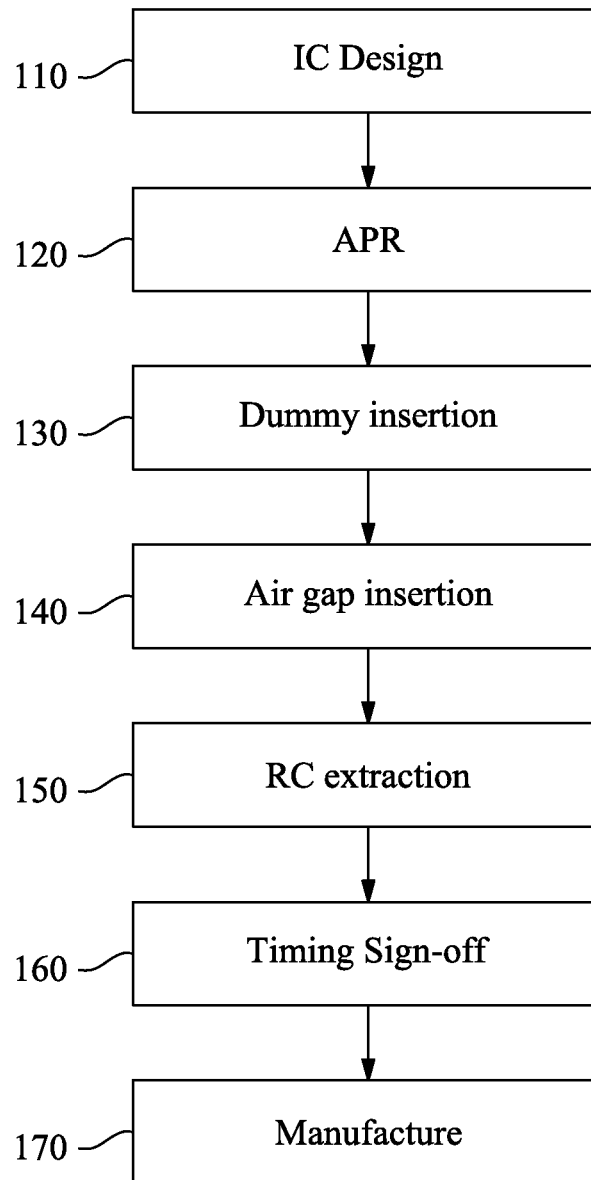 110
IC Design
120
APR
130
Dummy insertion
140
Air gap insertion
150
RC extraction
160
Timing Sign-off
170
Manufacture